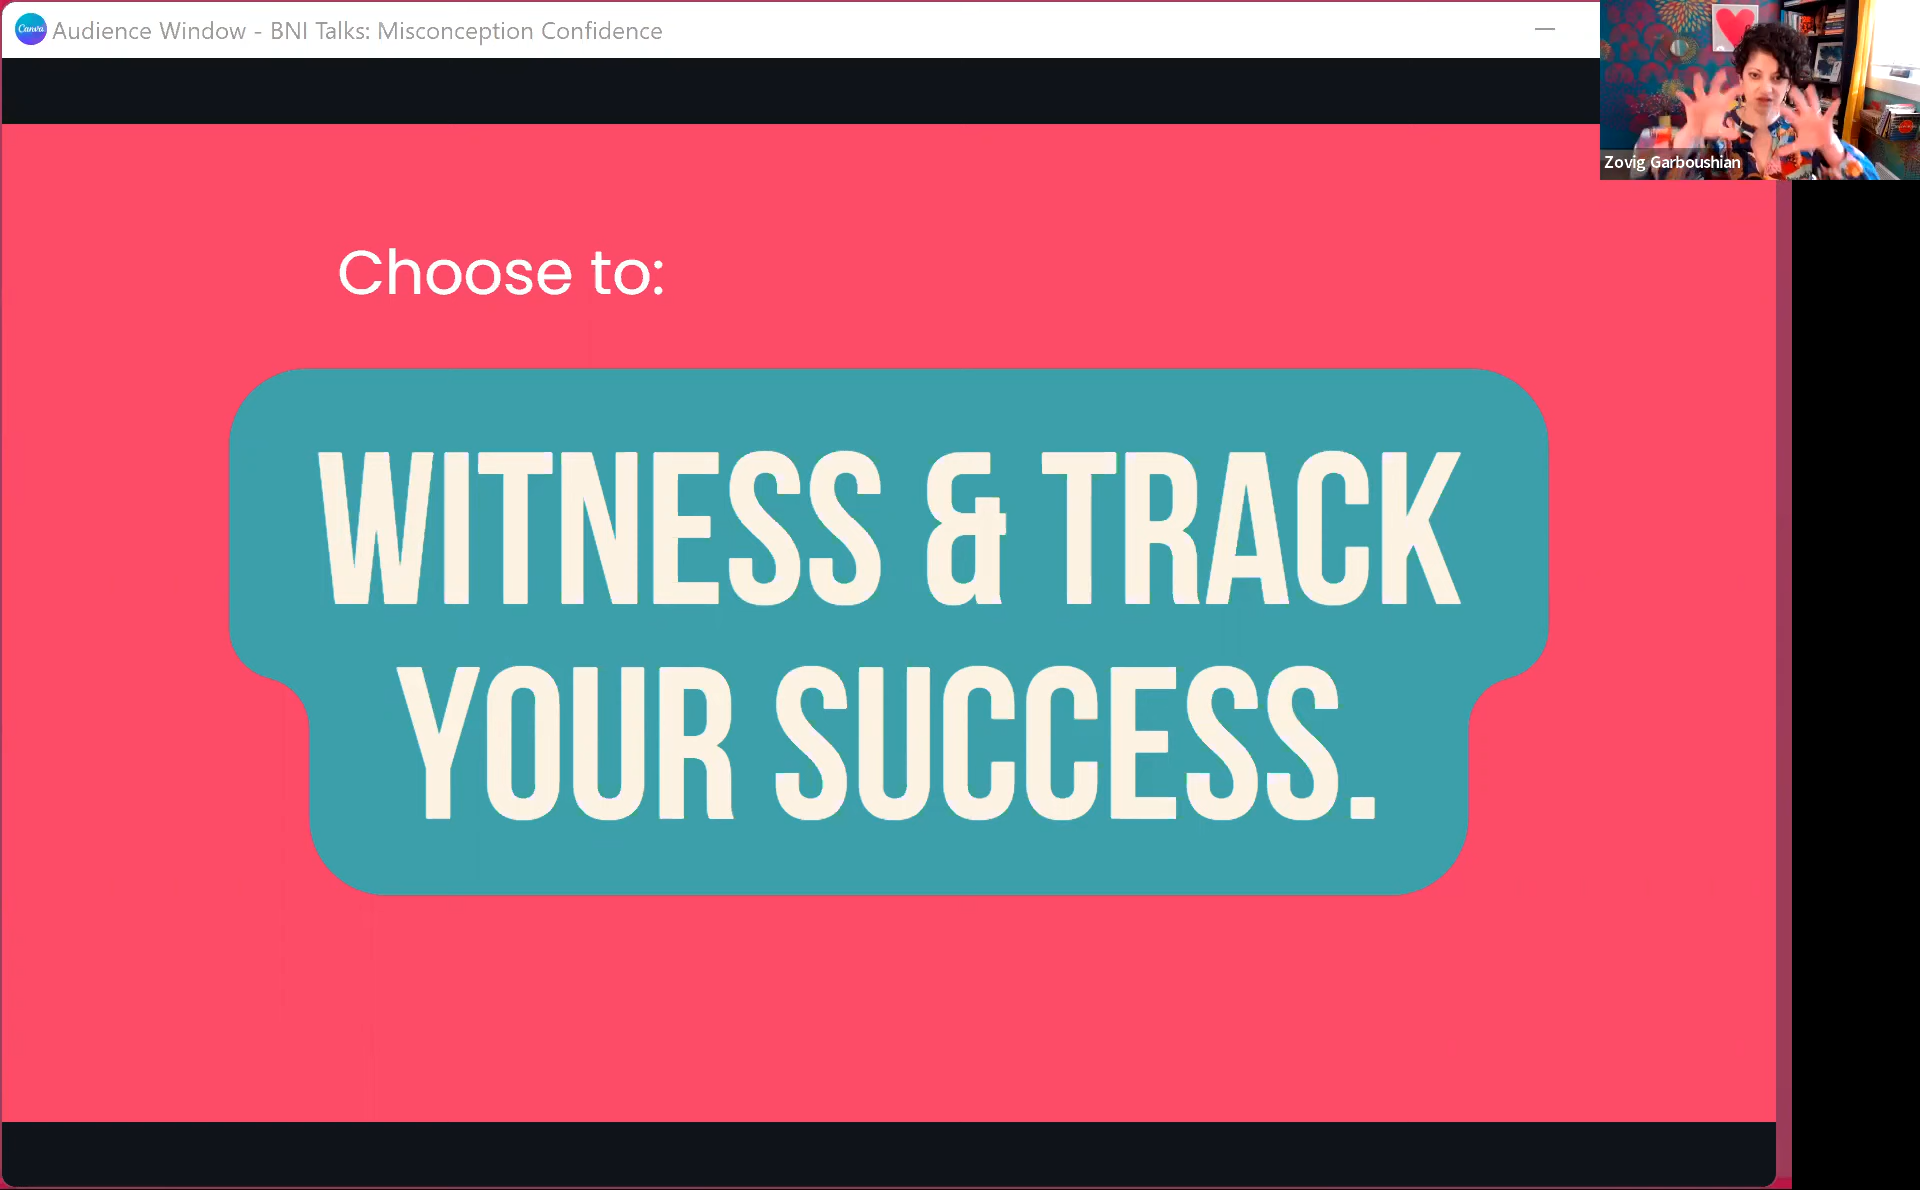 Canva
Audience Window - BNI Talks: Misconception Confidence
Zovig Garboushian
Choose to:
WITNESS & TRACK
YOUR SUCCESS.